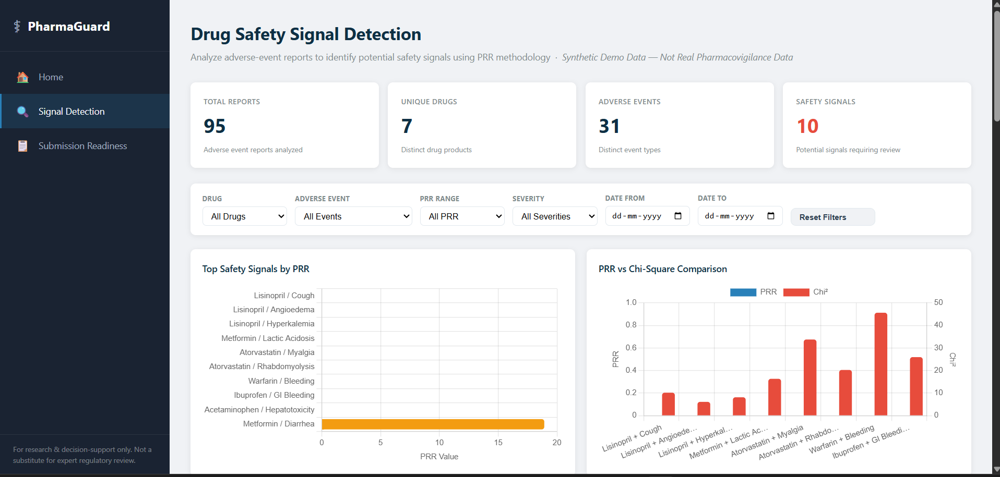 PharmaGuard
Home
Signal Detection
Submission Readiness
For research & decision-support only. Not a
substitute for expert regulatory review.
Drug Safety Signal Detection
Analyze adverse-event reports to identify potential safety signals using PRR methodology · Synthetic Demo Data — Not Real Pharmacovigilance Data
TOTAL REPORTS
95
Adverse event reports analyzed
UNIQUE DRUGS
7
Distinct drug products
ADVERSE EVENTS
31
Distinct event types
SAFETY SIGNALS
10
Potential signals requiring review
DRUG
All Drugs
ADVERSE EVENT
All Events
PRR RANGE
All PRR
SEVERITY
All Severities
DATE FROM
dd-mm-yyyy
DATE TO
dd-mm-yyyy
Reset Filters
Top Safety Signals by PRR
Lisinopril / Cough
Lisinopril / Angioedema
Lisinopril / Hyperkalemia
Metformin / Lactic Acidosis
Atorvastatin / Myalgia
Atorvastatin / Rhabdomyolysis
Warfarin / Bleeding
Ibuprofen / GI Bleeding
Acetaminophen / Hepatotoxicity
Metformin / Diarrhea
0 5 10 15 20
PRR Value
PRR vs Chi-Square Comparison
PRR Chi²
1.0
0.8
0.6
0.4
0.2
0
PRR
50
40
30
20
10
0
Chi²
Lisinopril + Cough
Lisinopril + Angioede…
Lisinopril + Hyperkal…
Metformin + Lactic Ac…
Atorvastatin + Myalgia
Atorvastatin + Rhabdo…
Warfarin + Bleeding
Ibuprofen + GI Bleedi…